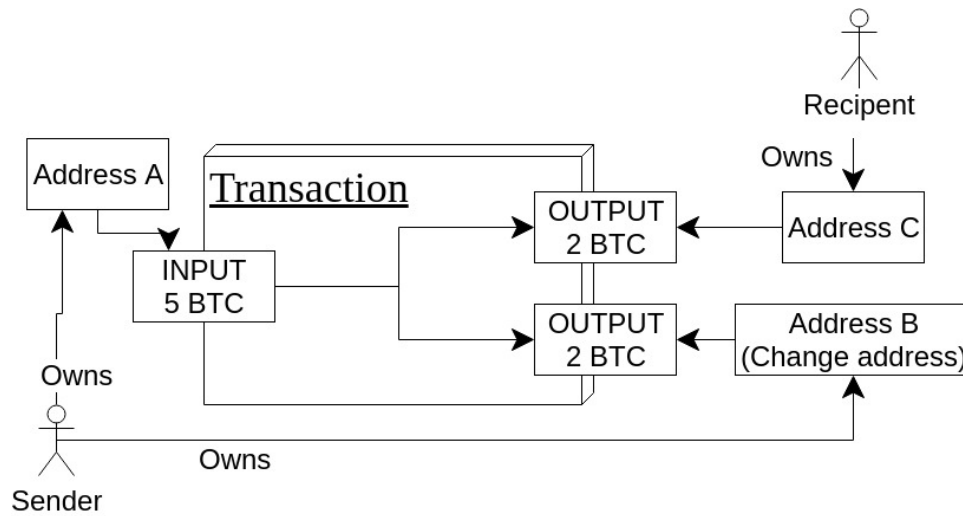 Recipent
Owns
Address A
Transaction
OUTPUT
2 BTC
Address C
INPUT
5 BTC
OUTPUT
2 BTC
Address B
(Change address)
Owns
Owns
Sender